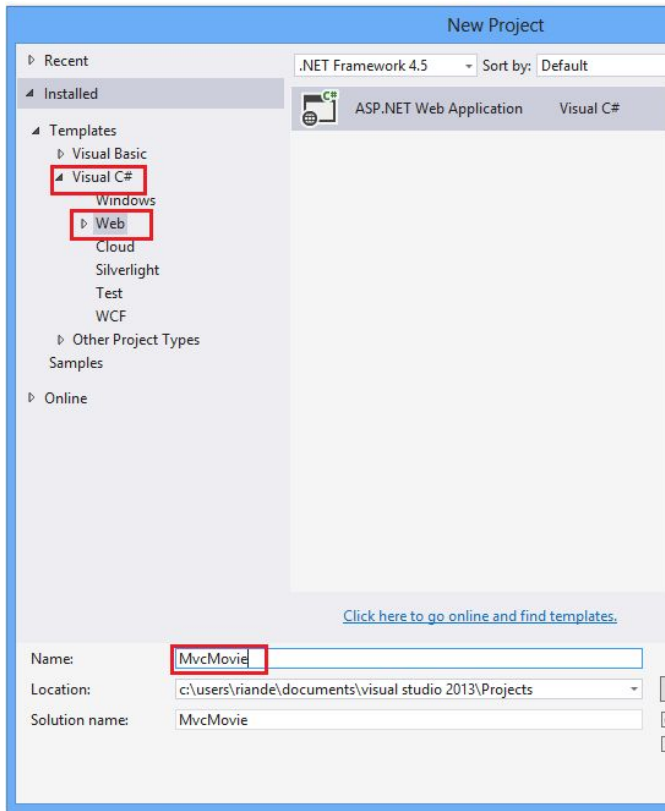 New Project
Recent
Installed
Templates
Visual Basic
Visual C#
Windows
Web
Cloud
Silverlight
Test
WCF
Other Project Types
Samples
Online
.NET Framework 4.5 Sort by: Default
C#
ASP.NET Web Application Visual C#
Click here to go online and find templates.
Name: MvcMovie
Location: c:\users\riande\documents\visual studio 2013\Projects
Solution name: MvcMovie